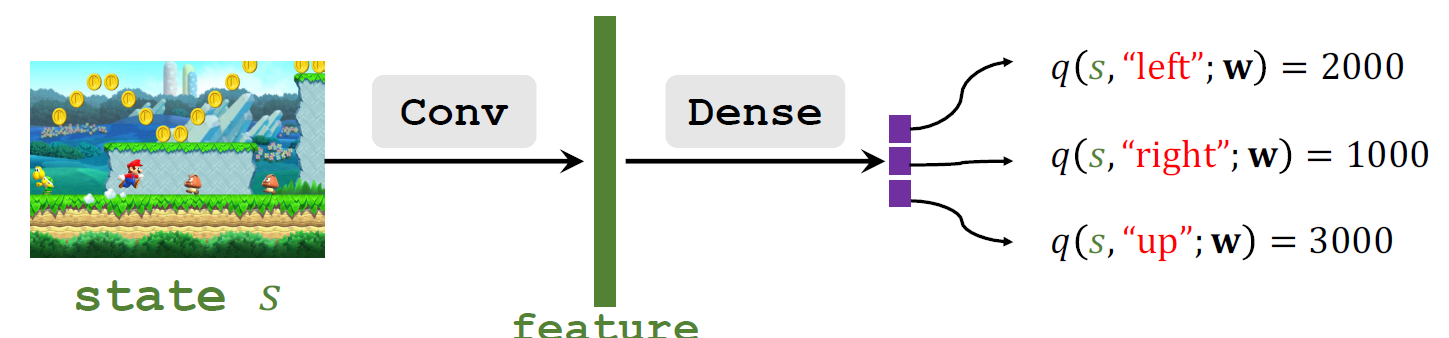 Conv
Dense
q(s, “left”; w) = 2000
q(s, “right”; w) = 1000
q(s, “up”; w) = 3000
state s
feature